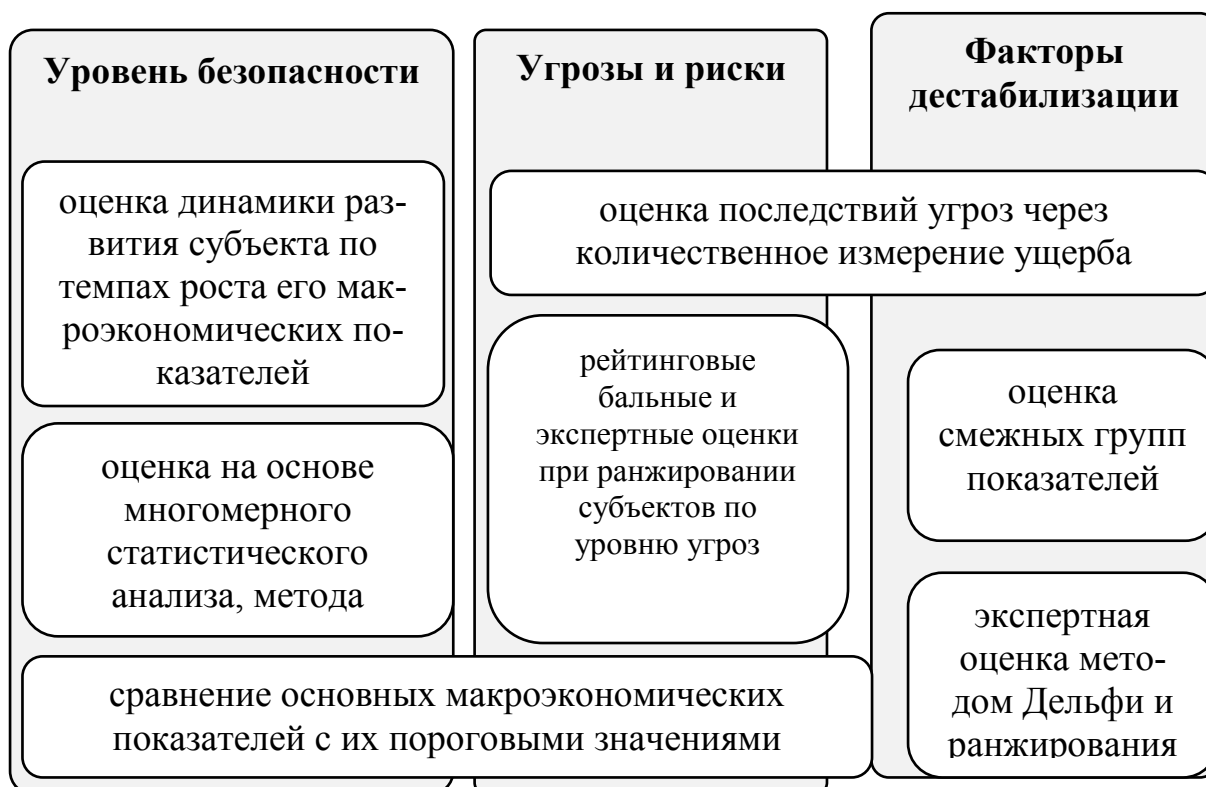 Уровень безопасности
оценка динамики раз-
вития субъекта по
темпах роста его мак-
роэкономических по-
казателей
оценка на основе
многомерного
статистического
анализа, метода
Угрозы и риски
рейтинговые
бальные и
экспертные оценки
при ранжировании
субъектов по
уровню угроз
Факторы
дестабилизации
оценка последствий угроз через
количественное измерение ущерба
оценка
смежных групп
показателей
экспертная
оценка мето-
дом Дельфи и
ранжирования
сравнение основных макроэкономических
показателей с их пороговыми значениями